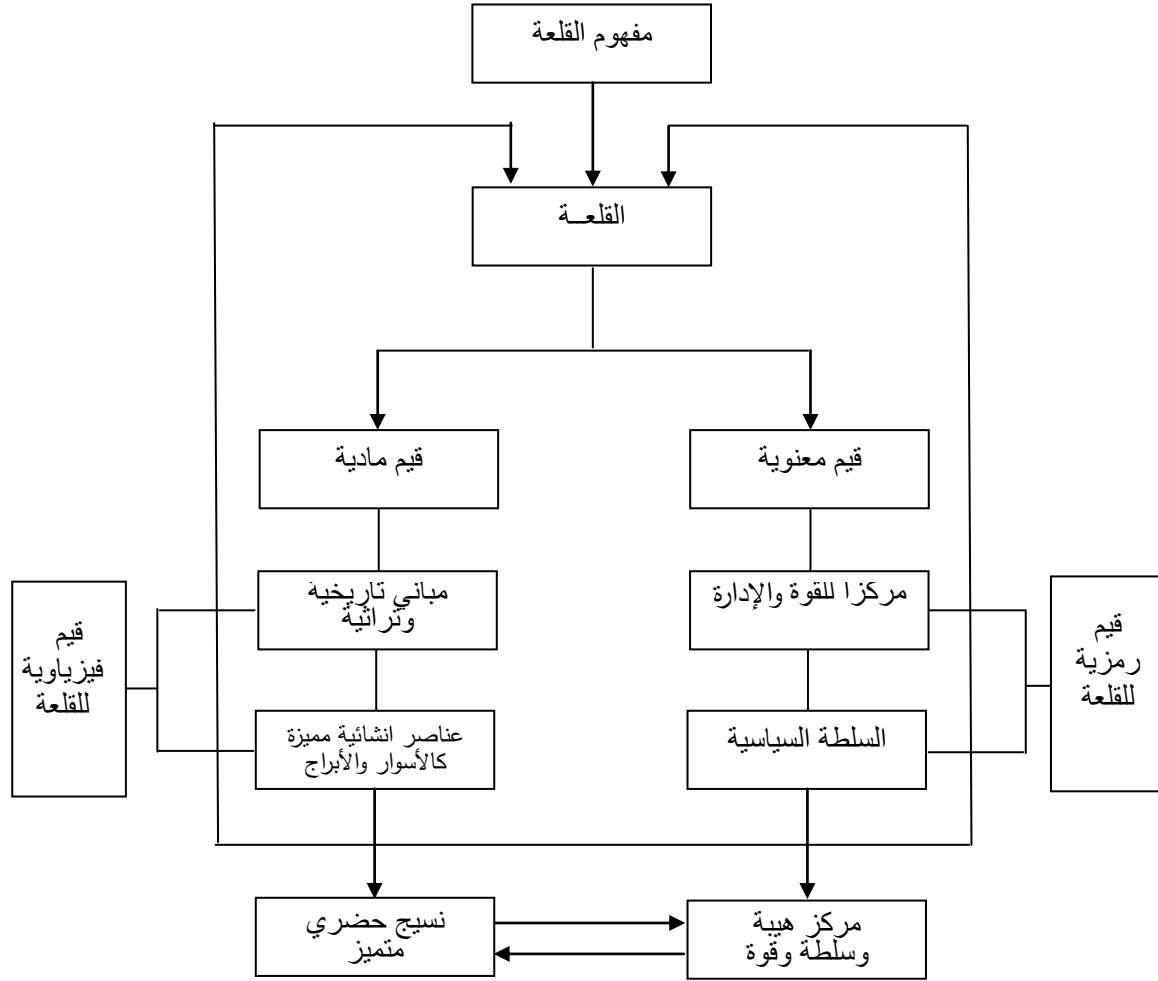 مفهوم القلعة
القلعــة
قيم معنوية
قيم مادية
مركزا للقوة والإدارة
مباني تاريخية
وتراثية
قيم
رمزية
للقلعة
قيم
فيزياوية
للقلعة
السلطة السياسية
عناصر انشائية مميزة
كالأسوار والأبراج
مركز هيبة
وسلطة وقوة
نسيج حضري
متميز